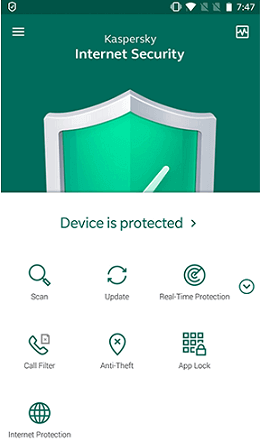 7:47
Kaspersky
Internet Security
Device is protected
Scan
Update
Real-Time Protection
Call Filter
Anti-Theft
App Lock
Internet Protection